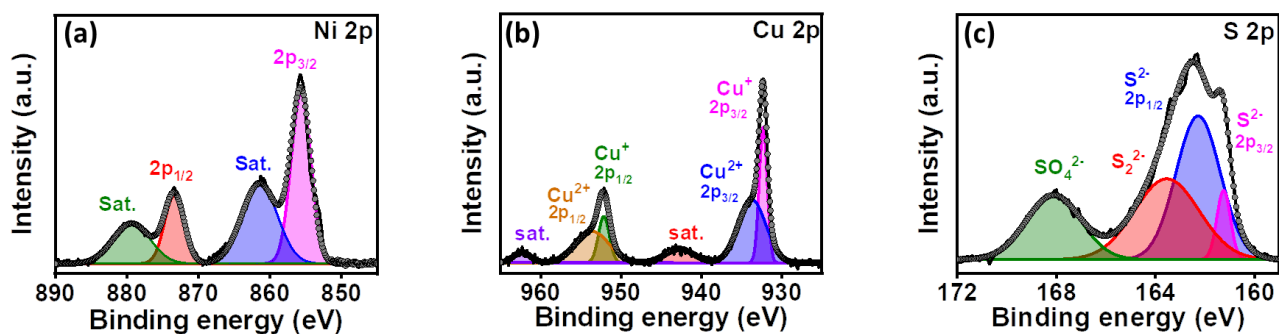 (a) Ni 2p
2p3/2
Sat.
2p1/2
Sat.
Intensity (a.u.)
890 880 870 860 850
Binding energy (eV)
(b) Cu 2p
Cu+
2p3/2
Cu+
2p1/2
Cu2+
2p3/2
Cu2+
2p1/2
sat.
sat.
Intensity (a.u.)
960 950 940 930
Binding energy (eV)
(c) S 2p
S2-
2p1/2
S2-
2p3/2
SO42-
S22-
Intensity (a.u.)
172 168 164 160
Binding energy (eV)